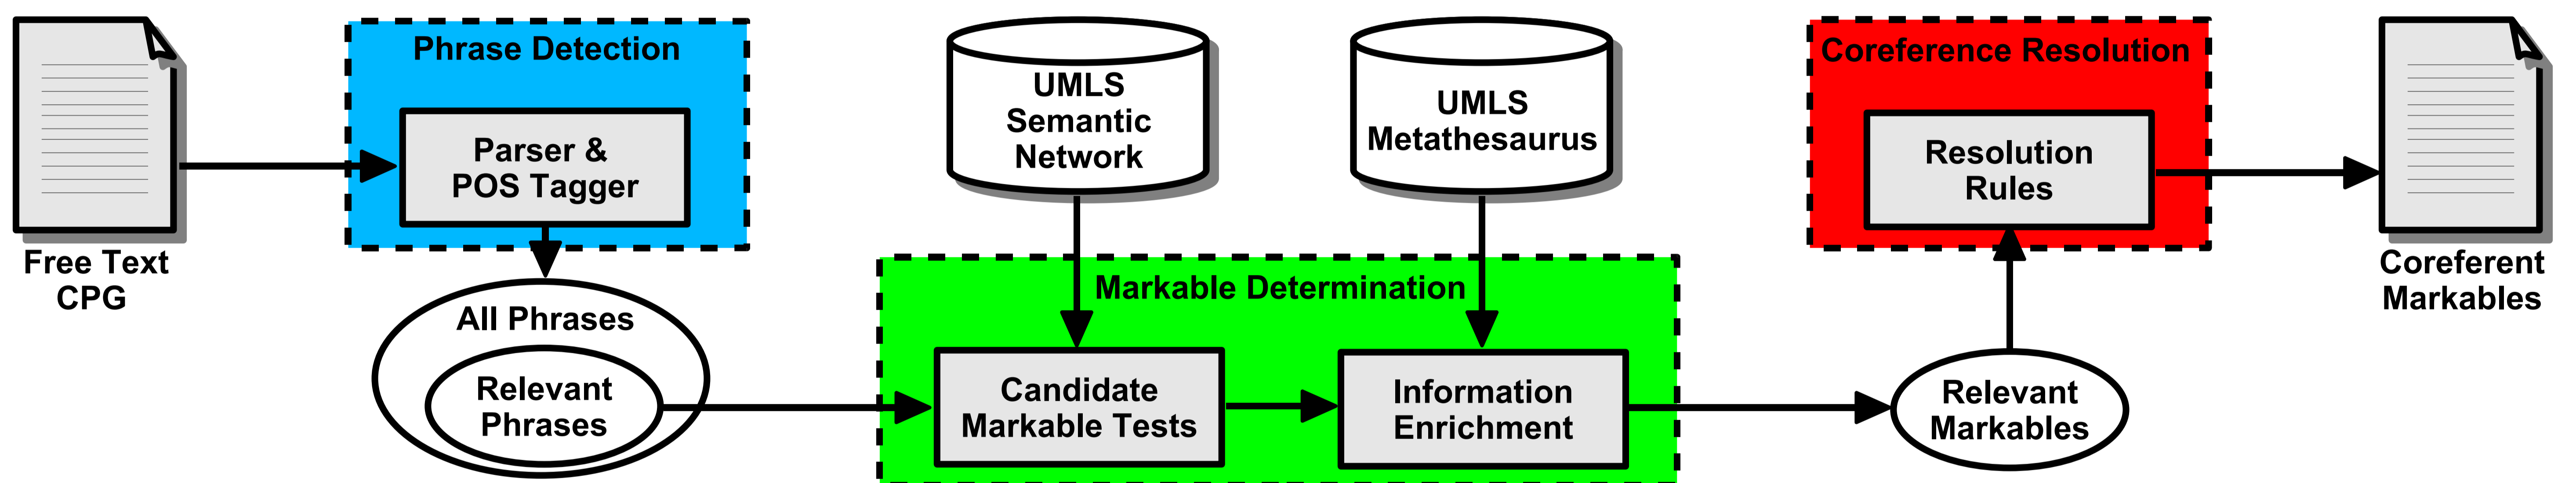 Free Text
CPG
Phrase Detection
Parser &
POS Tagger
All Phrases
Relevant
Phrases
UMLS
Semantic
Network
UMLS
Metathesaurus
Markable Determination
Candidate
Markable Tests
Information
Enrichment
Relevant
Markables
Coreference Resolution
Resolution
Rules
Coreferent
Markables